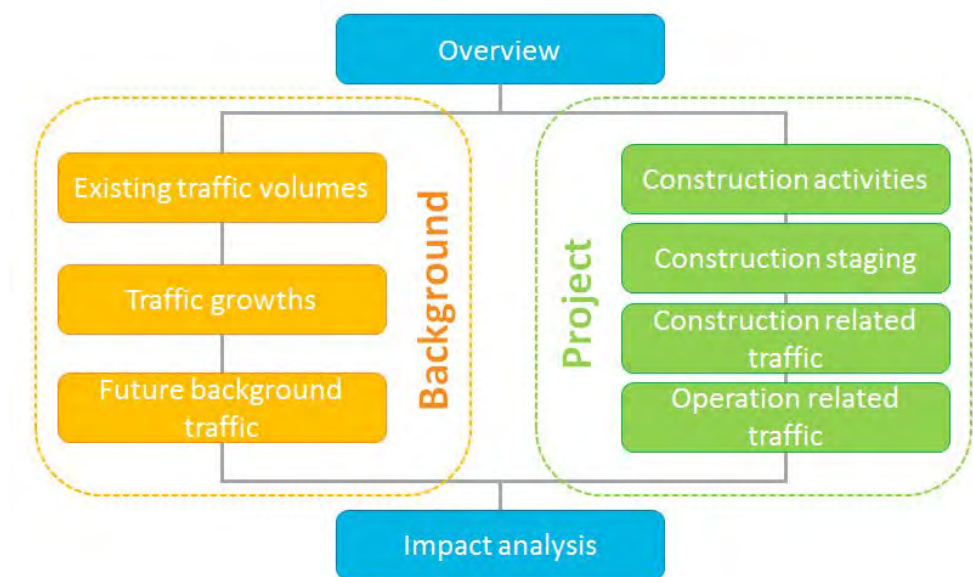 Overview
Existing traffic volumes
Traffic growths
Future background
traffic
Background
Project
Construction activities
Construction staging
Construction related
traffic
Operation related
traffic
Impact analysis